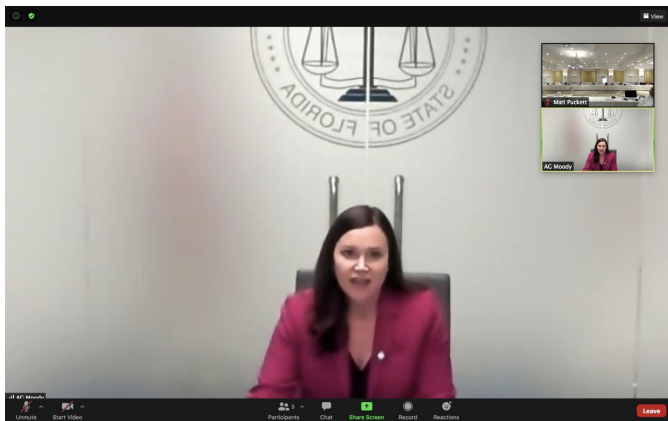 View
STATE OF FLORIDA
Matt Puckett
AG Moody
AG Moody
3
Unmute
Start Video
Participants
Chat
Share Screen
Record
Reactions
Leave